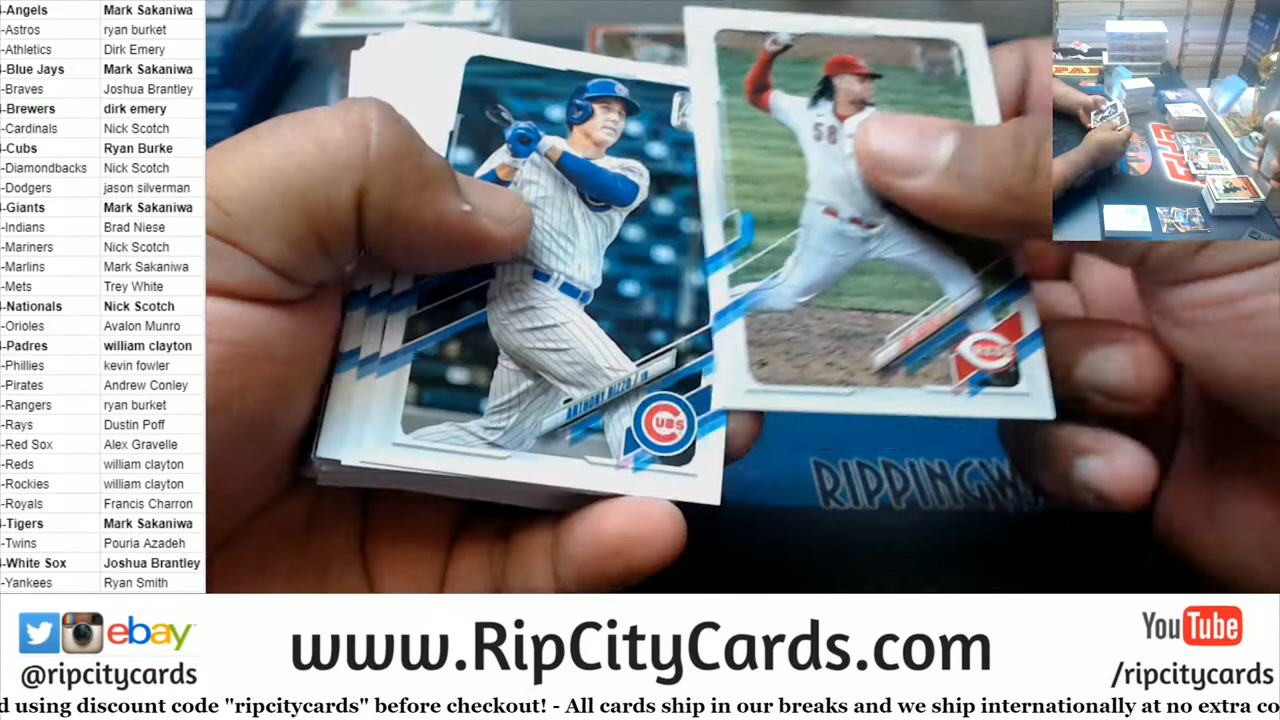 -Angels Mark Sakaniwa
-Astros ryan burket
-Athletics Dirk Emery
-Blue Jays Mark Sakaniwa
-Braves Joshua Brantley
-Brewers dirk emery
-Cardinals Nick Scotch
-Cubs Ryan Burke
-Diamondbacks Nick Scotch
-Dodgers jason silverman
-Giants Mark Sakaniwa
-Indians Brad Niese
-Mariners Nick Scotch
-Marlins Mark Sakaniwa
-Mets Trey White
-Nationals Nick Scotch
-Orioles Avalon Munro
-Padres william clayton
-Phillies kevin fowler
-Pirates Andrew Conley
-Rangers ryan burket
-Rays Dustin Poff
-Red Sox Alex Gravelle
-Reds william clayton
-Rockies william clayton
-Royals Francis Charron
-Tigers Mark Sakaniwa
-Twins Pouria Azadeh
-White Sox Joshua Brantley
-Yankees Ryan Smith
58
ANTHONY RIZZO / 1B
CUBS
REDS
RIPPINGW
ebay
@ripcitycards
www.RipCityCards.com
YouTube
/ripcitycards
d using discount code "ripcitycards" before checkout! - All cards ship in our breaks and we ship internationally at no extra co